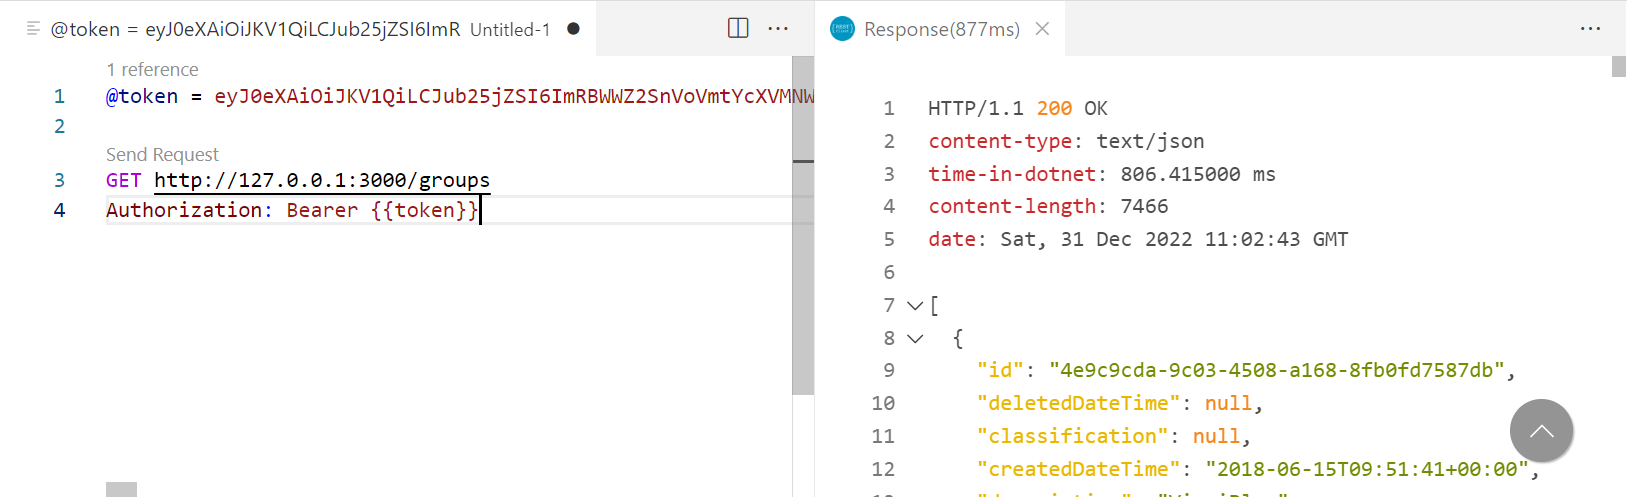 @token = eyJ0eXAiOiJKV1QiLCJub25jZSI6ImR Untitled-1
1 reference
1 @token = eyJ0eXAiOiJKV1QiLCJub25jZSI6ImRBWWZ2SnVoVmtYcXVMNW
2
Send Request
3 GET http://127.0.0.1:3000/groups
4 Authorization: Bearer {{token}}
Response(877ms)
1 HTTP/1.1 200 OK
2 content-type: text/json
3 time-in-dotnet: 806.415000 ms
4 content-length: 7466
5 date: Sat, 31 Dec 2022 11:02:43 GMT
6
7 [
8 {
9 "id": "4e9c9cda-9c03-4508-a168-8fb0fd7587db",
10 "deletedDateTime": null,
11 "classification": null,
12 "createdDateTime": "2018-06-15T09:51:41+00:00",